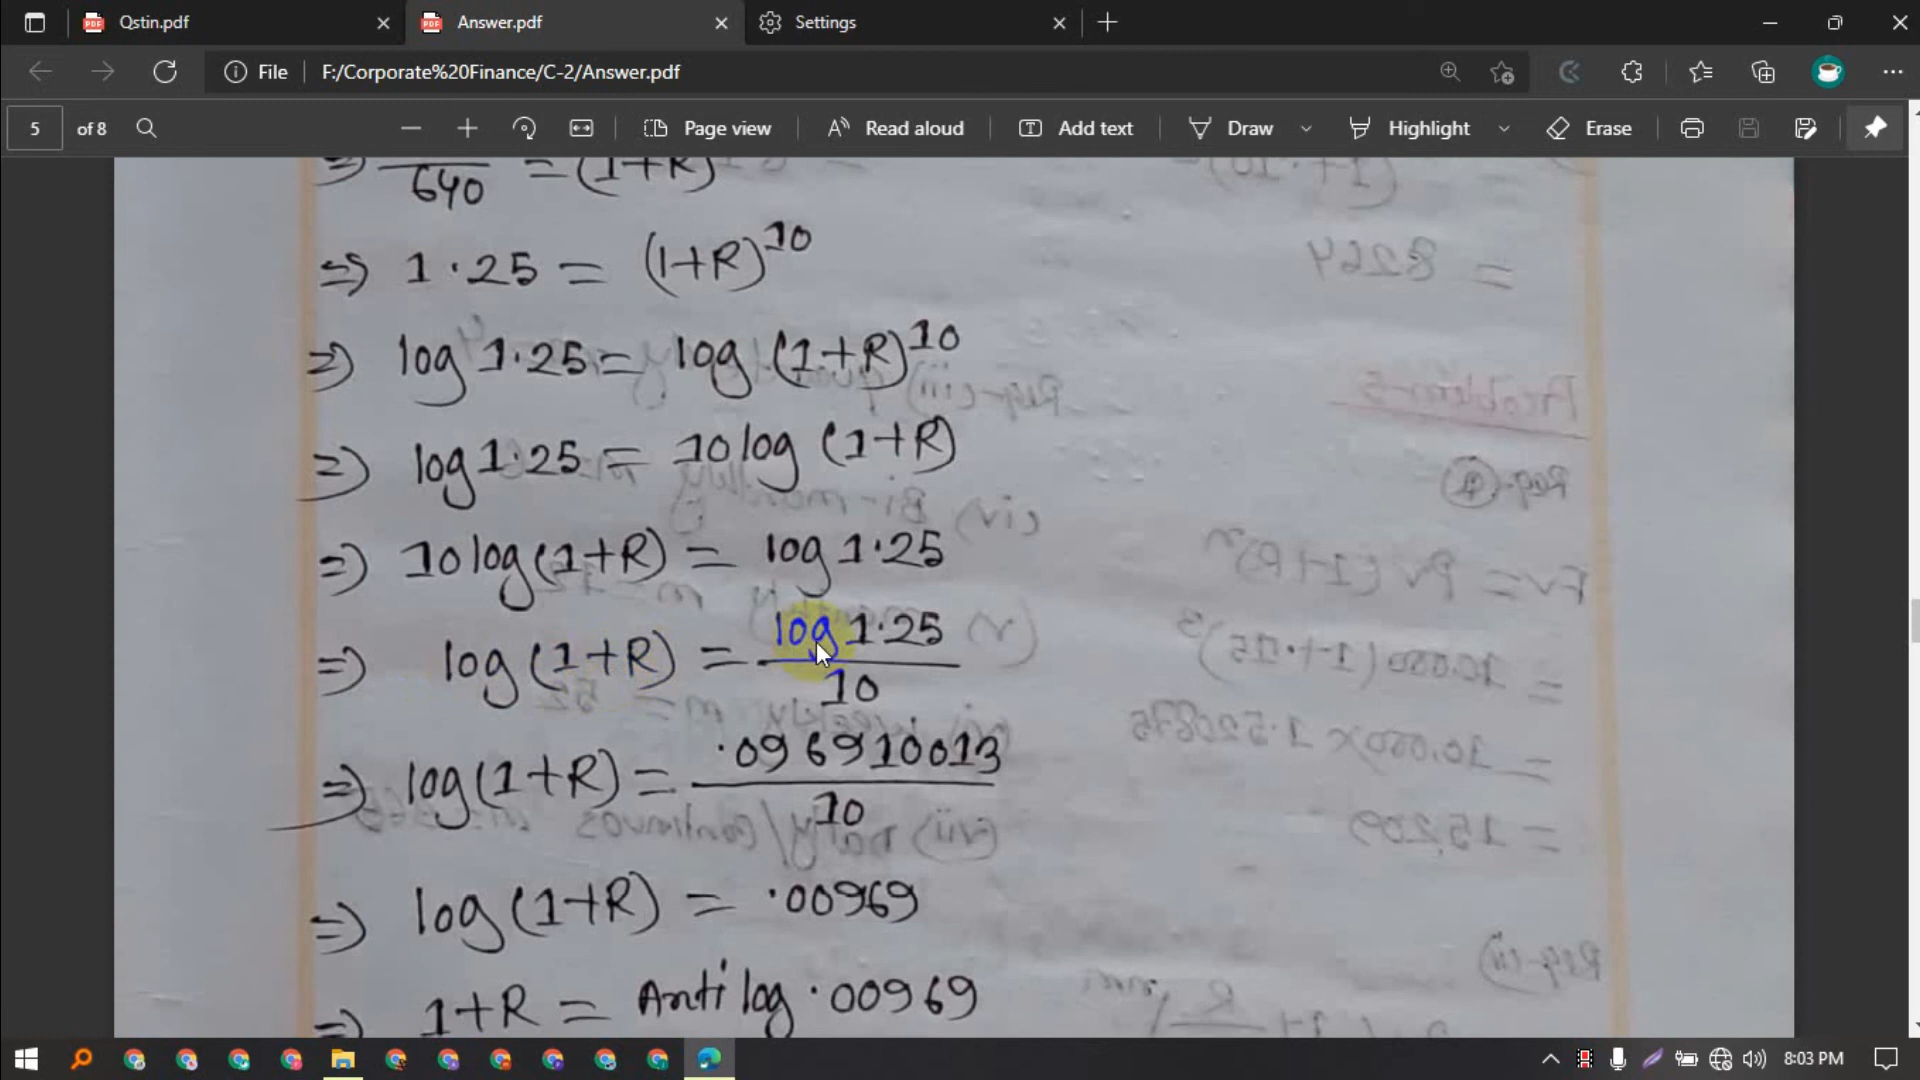 Qstin.pdf
Answer.pdf
Settings
File
F:/Corporate%20Finance/C-2/Answer.pdf
5 of 8
Page view
Read aloud
Add text
Draw
Highlight
Erase
⇒ /640 = (1+R)
⇒ 1.25 = (1+R)^10
⇒ log 1.25 = log (1+R)^10
⇒ log 1.25 = 10 log (1+R)
⇒ 10 log (1+R) = log 1.25
⇒ log (1+R) = log 1.25 / 10
⇒ log (1+R) = .096910013 / 10
⇒ log (1+R) = .00969
⇒ 1+R = Anti log .00969
8:03 PM